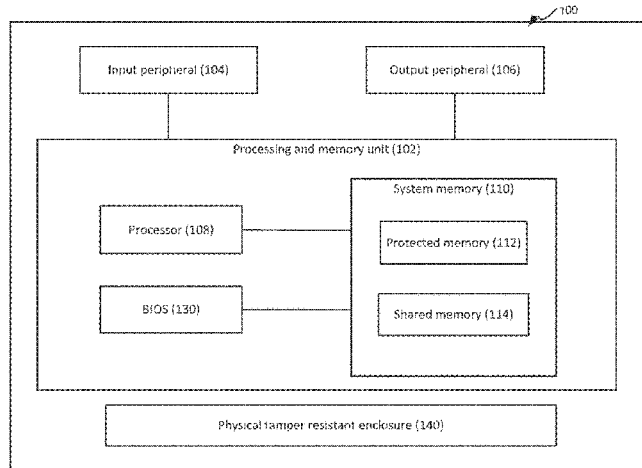 100
Input peripheral (104)
Output peripheral (106)
Processing and memory unit (102)
System memory (110)
Processor (108)
Protected memory (112)
BIOS (130)
Shared memory (114)
Physical tamper resistant enclosure (140)